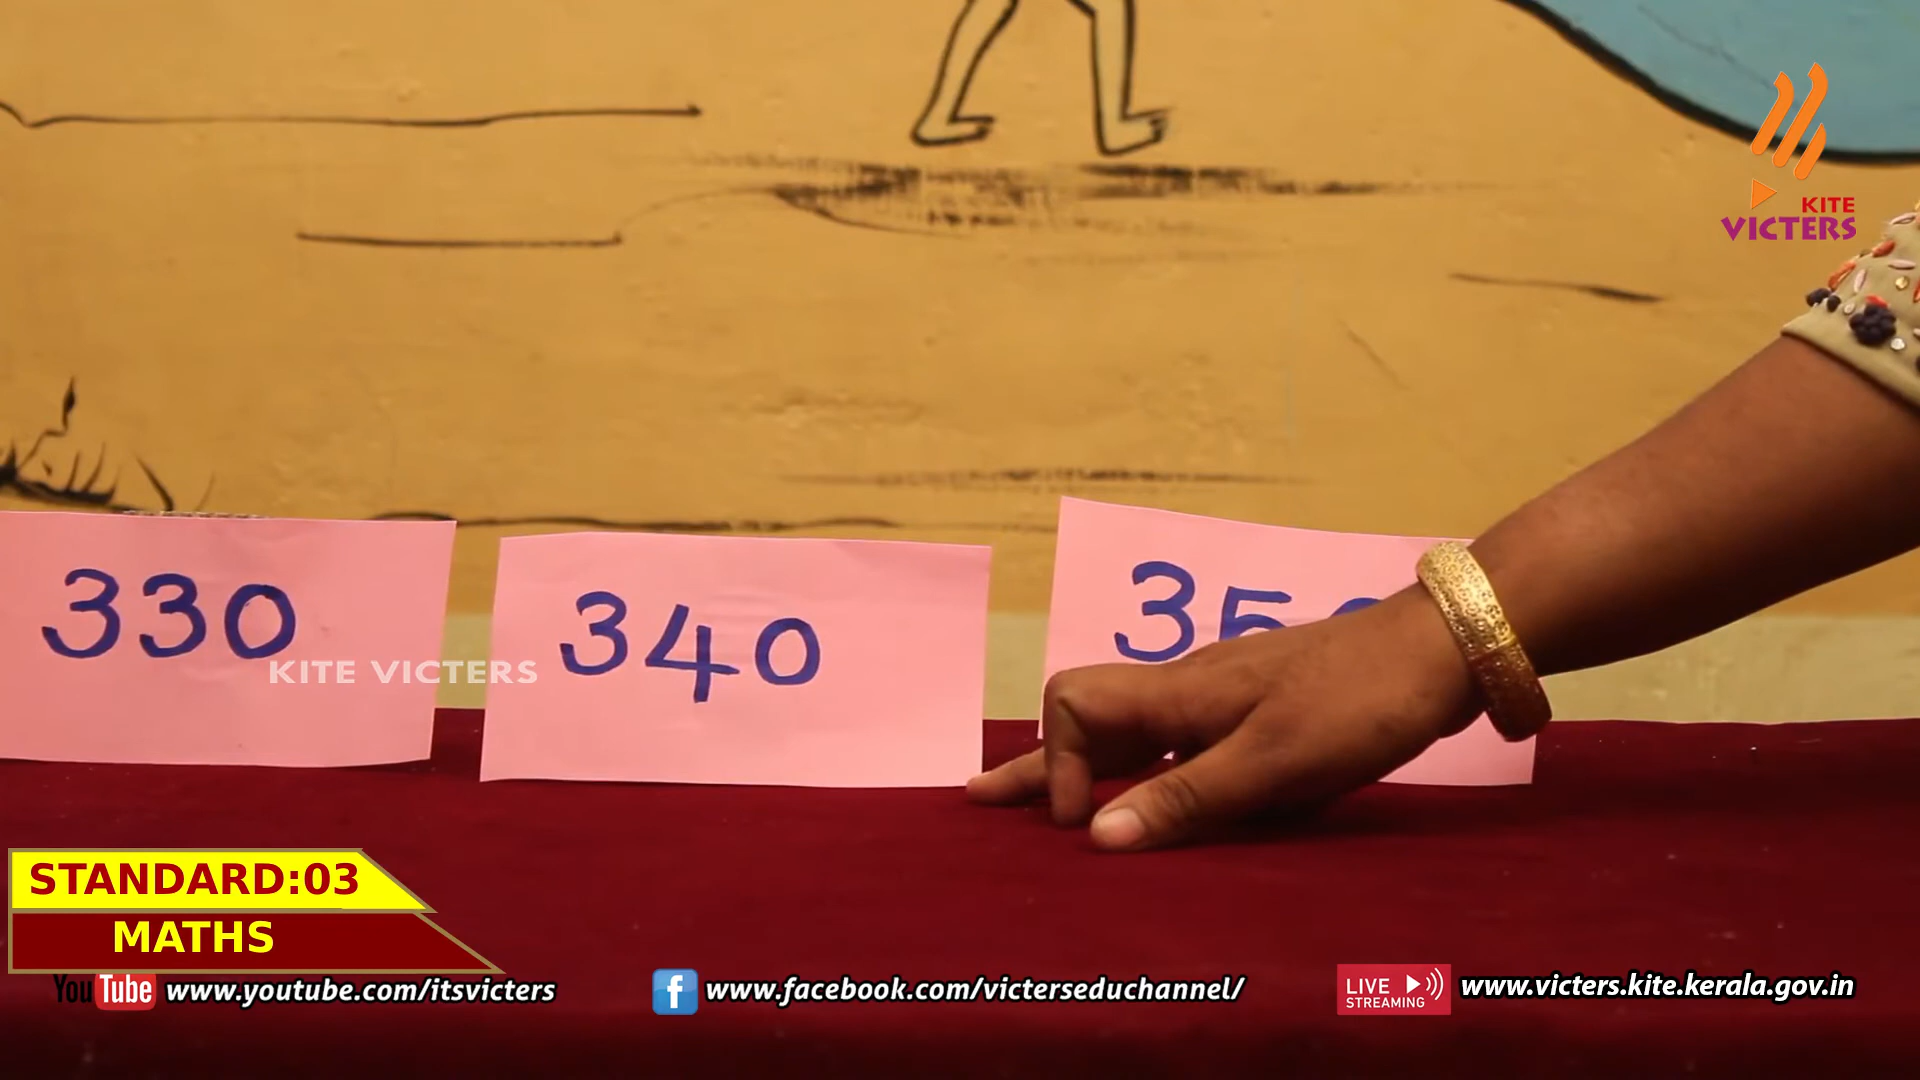 KITE
VICTERS
330
340
KITE VICTERS
STANDARD:03
MATHS
YouTube www.youtube.com/itsvicters
f www.facebook.com/victerseduchannel/
LIVE STREAMING www.victers.kite.kerala.gov.in